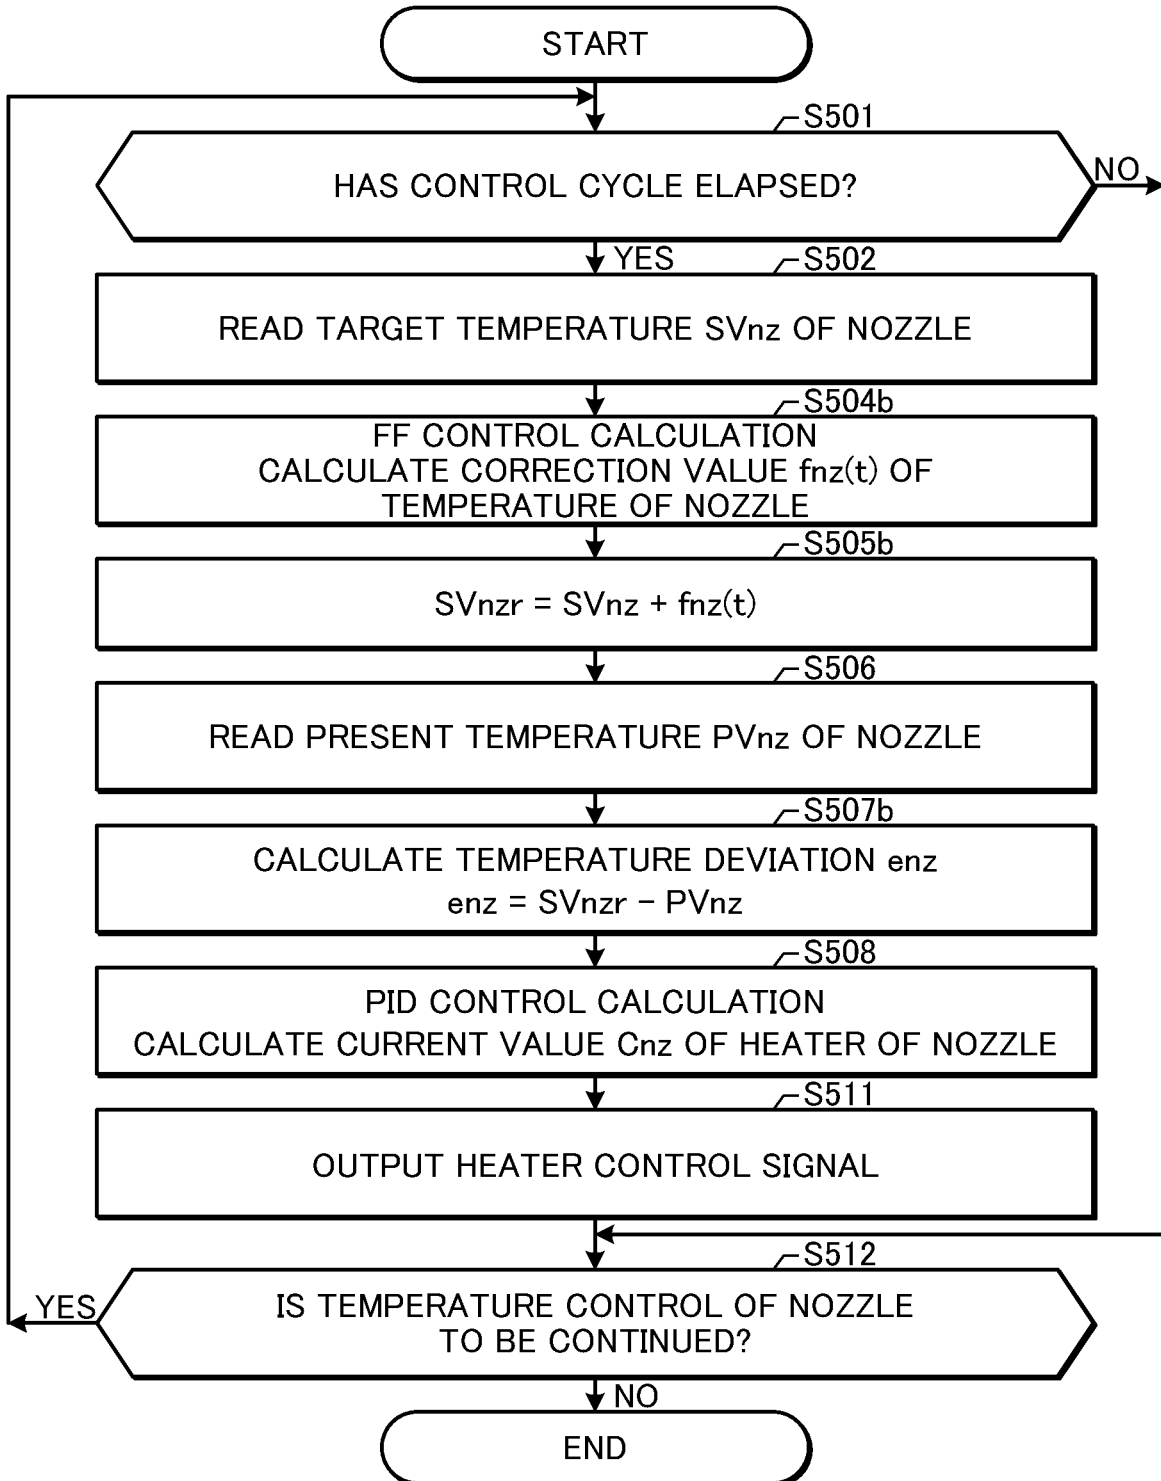 START
S501
HAS CONTROL CYCLE ELAPSED?
NO
YES
S502
READ TARGET TEMPERATURE SVnz OF NOZZLE
S504b
FF CONTROL CALCULATION
CALCULATE CORRECTION VALUE fnz(t) OF
TEMPERATURE OF NOZZLE
S505b
SVnzr = SVnz + fnz(t)
S506
READ PRESENT TEMPERATURE PVnz OF NOZZLE
S507b
CALCULATE TEMPERATURE DEVIATION enz
enz = SVnzr − PVnz
S508
PID CONTROL CALCULATION
CALCULATE CURRENT VALUE Cnz OF HEATER OF NOZZLE
S511
OUTPUT HEATER CONTROL SIGNAL
S512
YES
IS TEMPERATURE CONTROL OF NOZZLE
TO BE CONTINUED?
NO
END